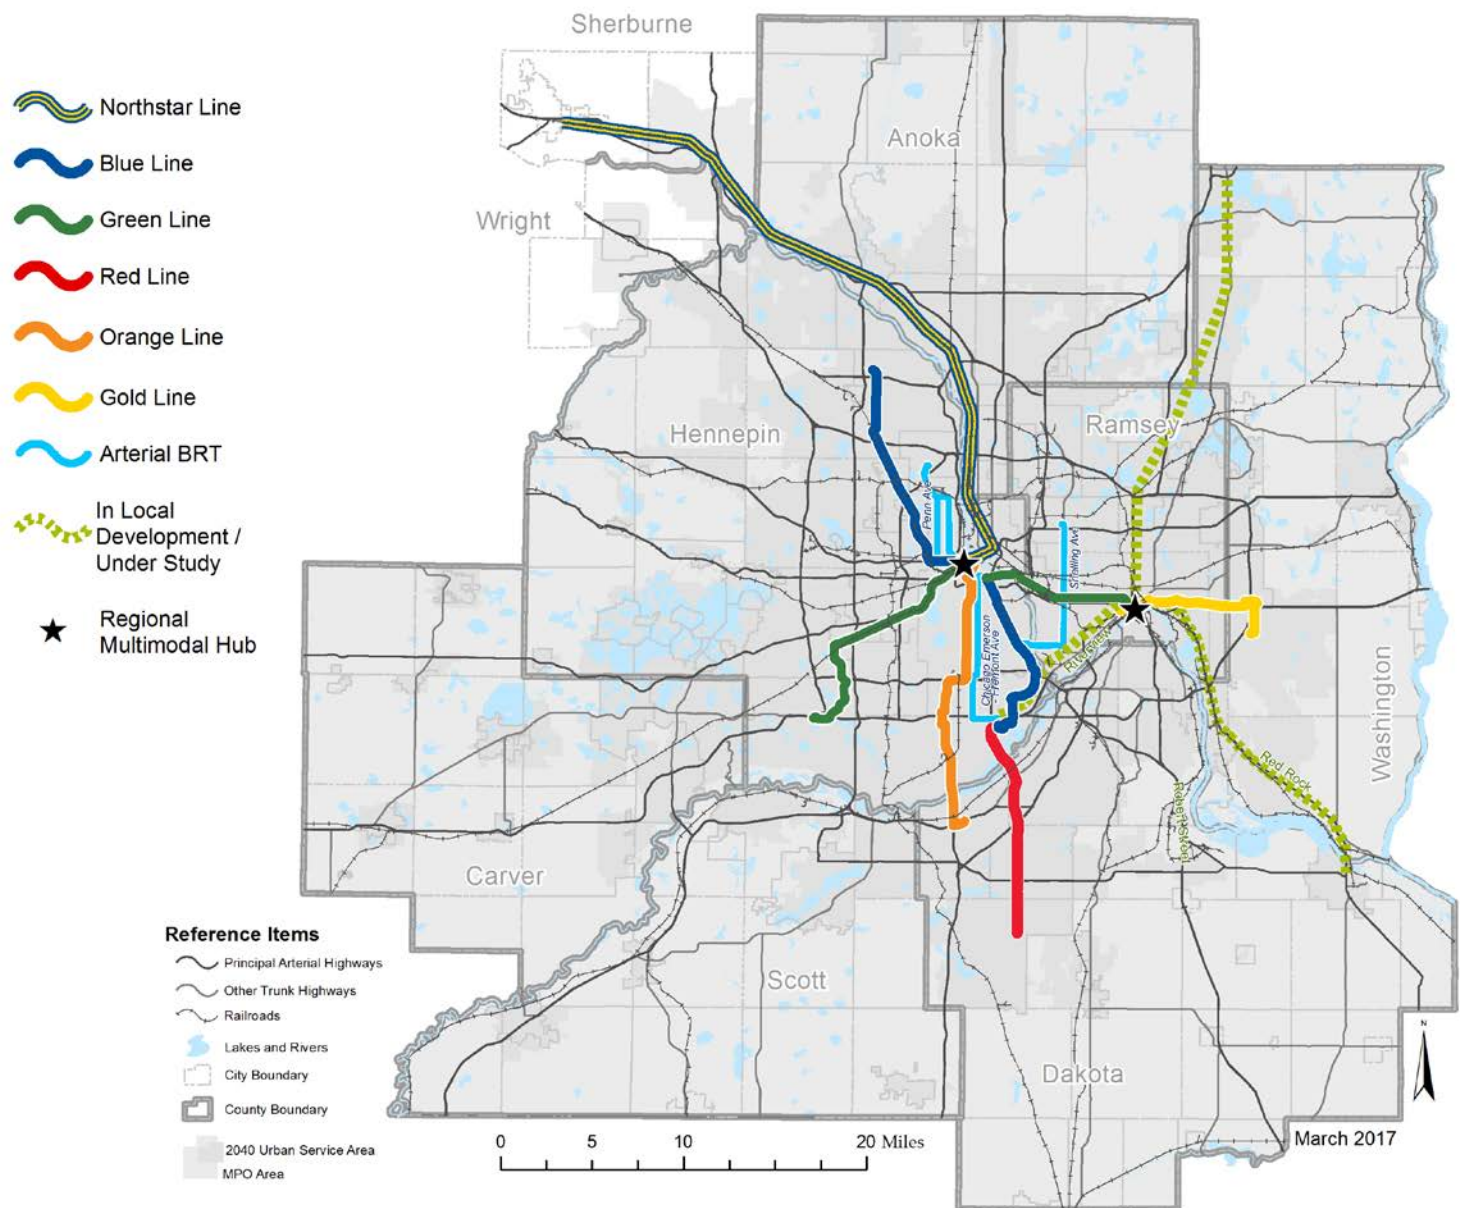 Sherburne
Anoka
Wright
Hennepin
Ramsey
Washington
Carver
Scott
Dakota
Northstar Line
Blue Line
Green Line
Red Line
Orange Line
Gold Line
Arterial BRT
In Local
Development /
Under Study
Regional
Multimodal Hub
Penn Ave
Snelling Ave
Chicago Emerson
- Fremont Ave
Riverview
Red Rock
Robert Street
Reference Items
Principal Arterial Highways
Other Trunk Highways
Railroads
Lakes and Rivers
City Boundary
County Boundary
2040 Urban Service Area
MPO Area
0 5 10 20 Miles
N
March 2017